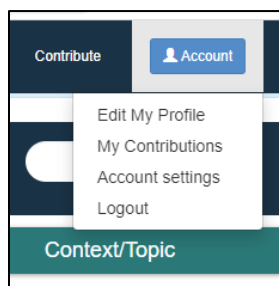 Contribute Account
Edit My Profile
My Contributions
Account settings
Logout
Context/Topic